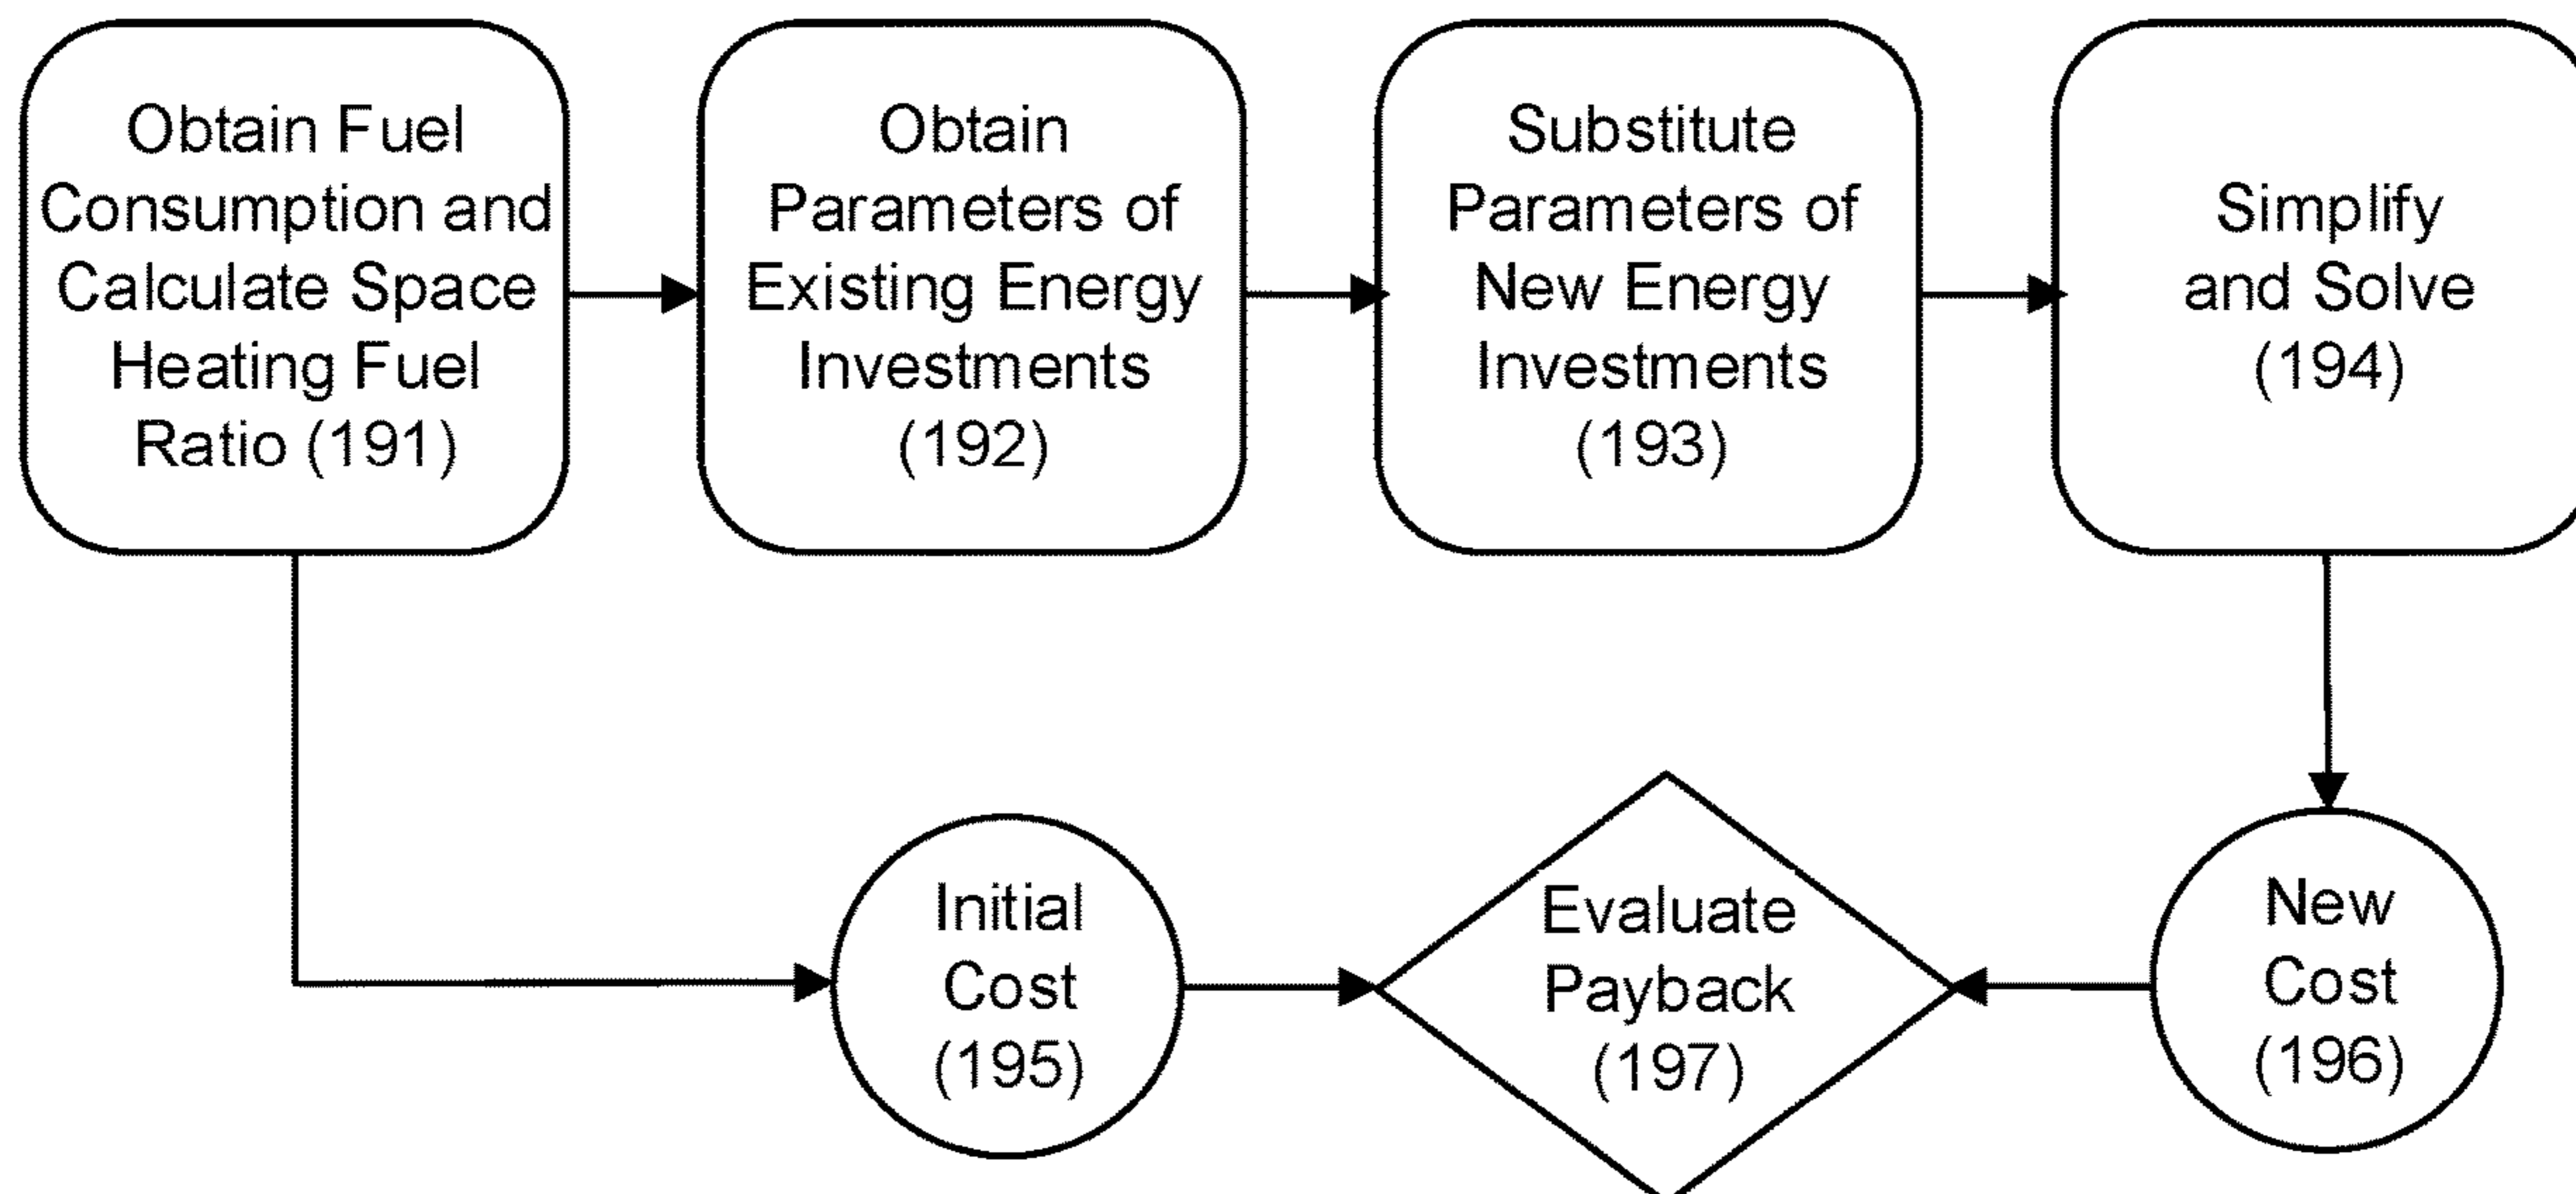 Obtain Fuel
Consumption and
Calculate Space
Heating Fuel
Ratio (191)
Obtain
Parameters of
Existing Energy
Investments
(192)
Substitute
Parameters of
New Energy
Investments
(193)
Simplify
and Solve
(194)
Initial
Cost
(195)
Evaluate
Payback
(197)
New
Cost
(196)